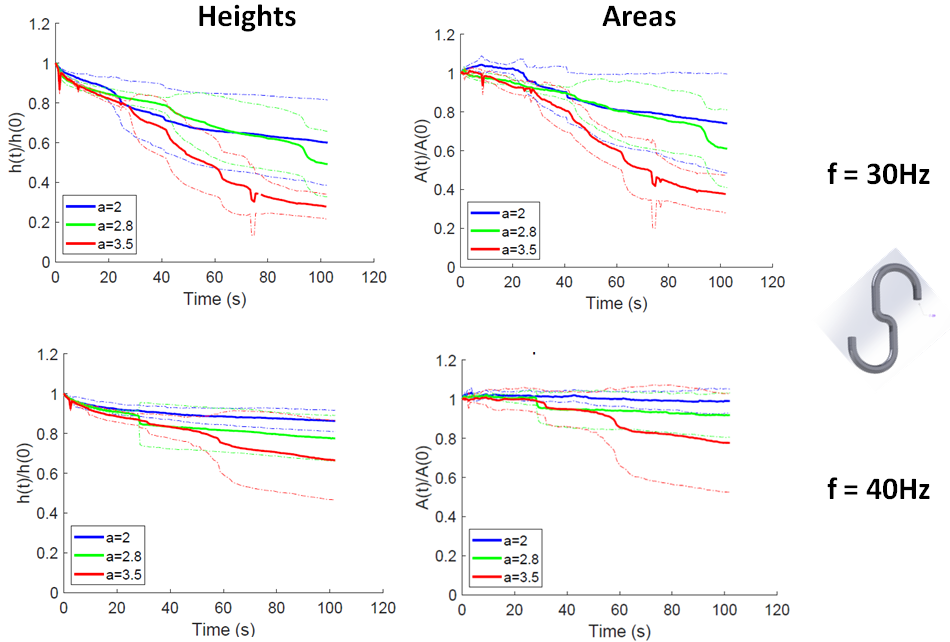 Heights
Areas
1.2
1
0.8
0.6
0.4
0.2
0
h(t)/h(0)
a=2
a=2.8
a=3.5
0 20 40 60 80 100 120
Time (s)
1.2
1
0.8
0.6
0.4
0.2
0
A(t)/A(0)
a=2
a=2.8
a=3.5
0 20 40 60 80 100 120
Time (s)
f = 30Hz
1.2
1
0.8
0.6
0.4
0.2
0
h(t)/h(0)
a=2
a=2.8
a=3.5
0 20 40 60 80 100 120
Time (s)
1.2
1
0.8
0.6
0.4
0.2
0
A(t)/A(0)
a=2
a=2.8
a=3.5
0 20 40 60 80 100 120
Time (s)
f = 40Hz